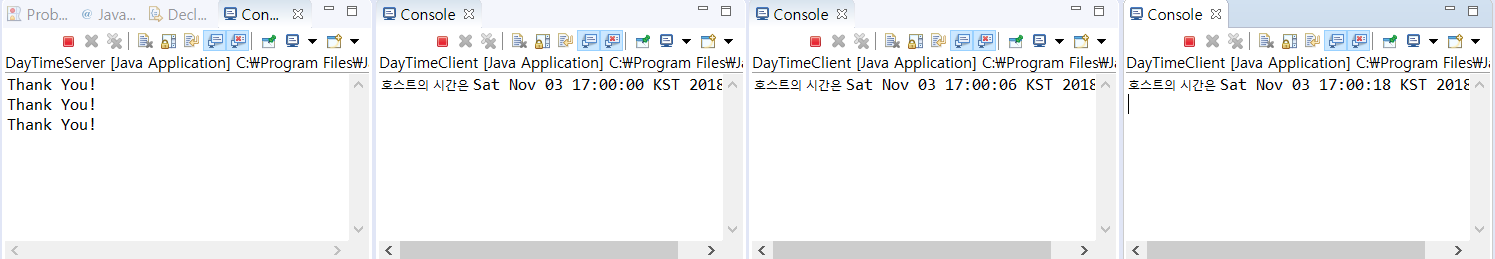 Prob...
Java...
Decl...
Con...
DayTimeServer [Java Application] C:₩Program Files₩Ja
Thank You!
Thank You!
Thank You!
Console
DayTimeClient [Java Application] C:₩Program Files₩Ja
호스트의 시간은 Sat Nov 03 17:00:00 KST 2018
Console
DayTimeClient [Java Application] C:₩Program Files₩Ja
호스트의 시간은 Sat Nov 03 17:00:06 KST 2018
Console
DayTimeClient [Java Application] C:₩Program Files₩Ja
호스트의 시간은 Sat Nov 03 17:00:18 KST 2018